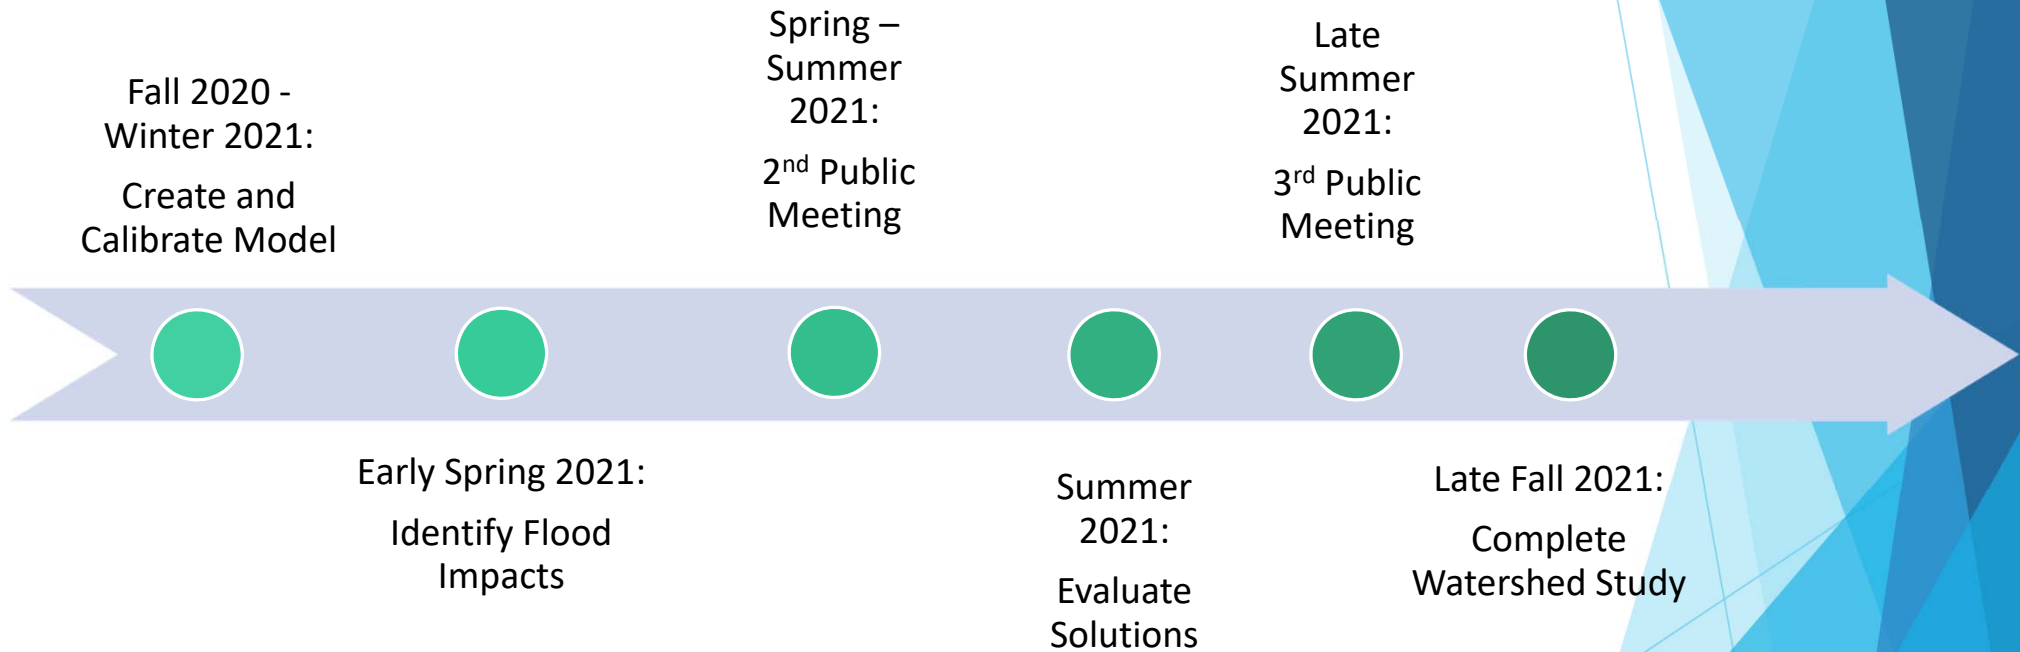 Fall 2020 -
Winter 2021:
Create and
Calibrate Model
Early Spring 2021:
Identify Flood
Impacts
Spring –
Summer
2021:
2nd Public
Meeting
Summer
2021:
Evaluate
Solutions
Late
Summer
2021:
3rd Public
Meeting
Late Fall 2021:
Complete
Watershed Study